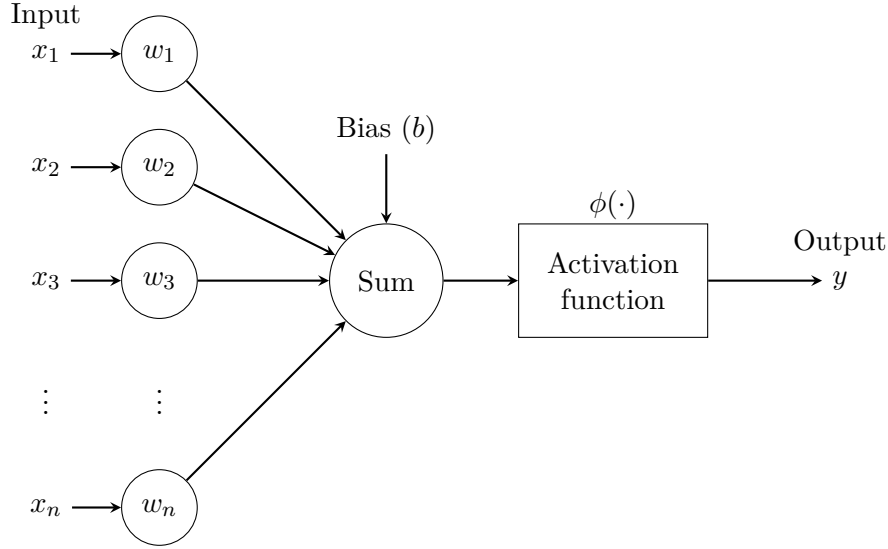 Input
x₁
w₁
x₂
w₂
Bias (b)
x₃
w₃
Sum
ϕ(·)
Activation
function
Output
y
⋮
⋮
xₙ
wₙ